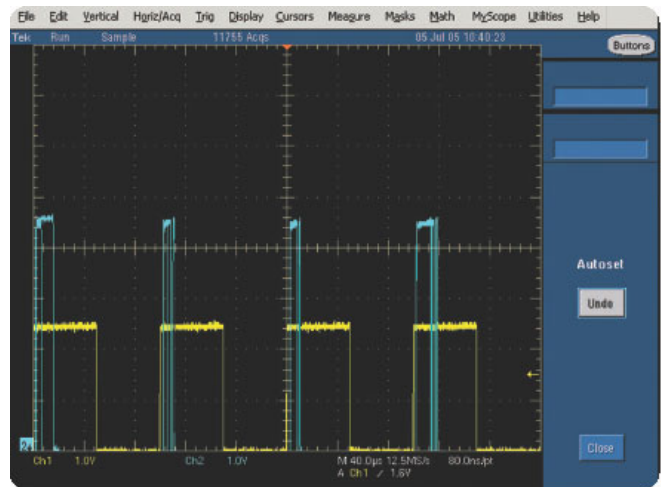 File Edit Vertical Horiz/Acq Trig Display Cursors Measure Masks Math MyScope Utilities Help
Tek Run Sample 11755 Acqs 05 Jul 05 10:40:23
Buttons
Autoset
Undo
Close
Ch1 1.0V Ch2 1.0V M 40.0µs 12.5MS/s 80.0ns/pt
A Ch1 ∕ 1.6V